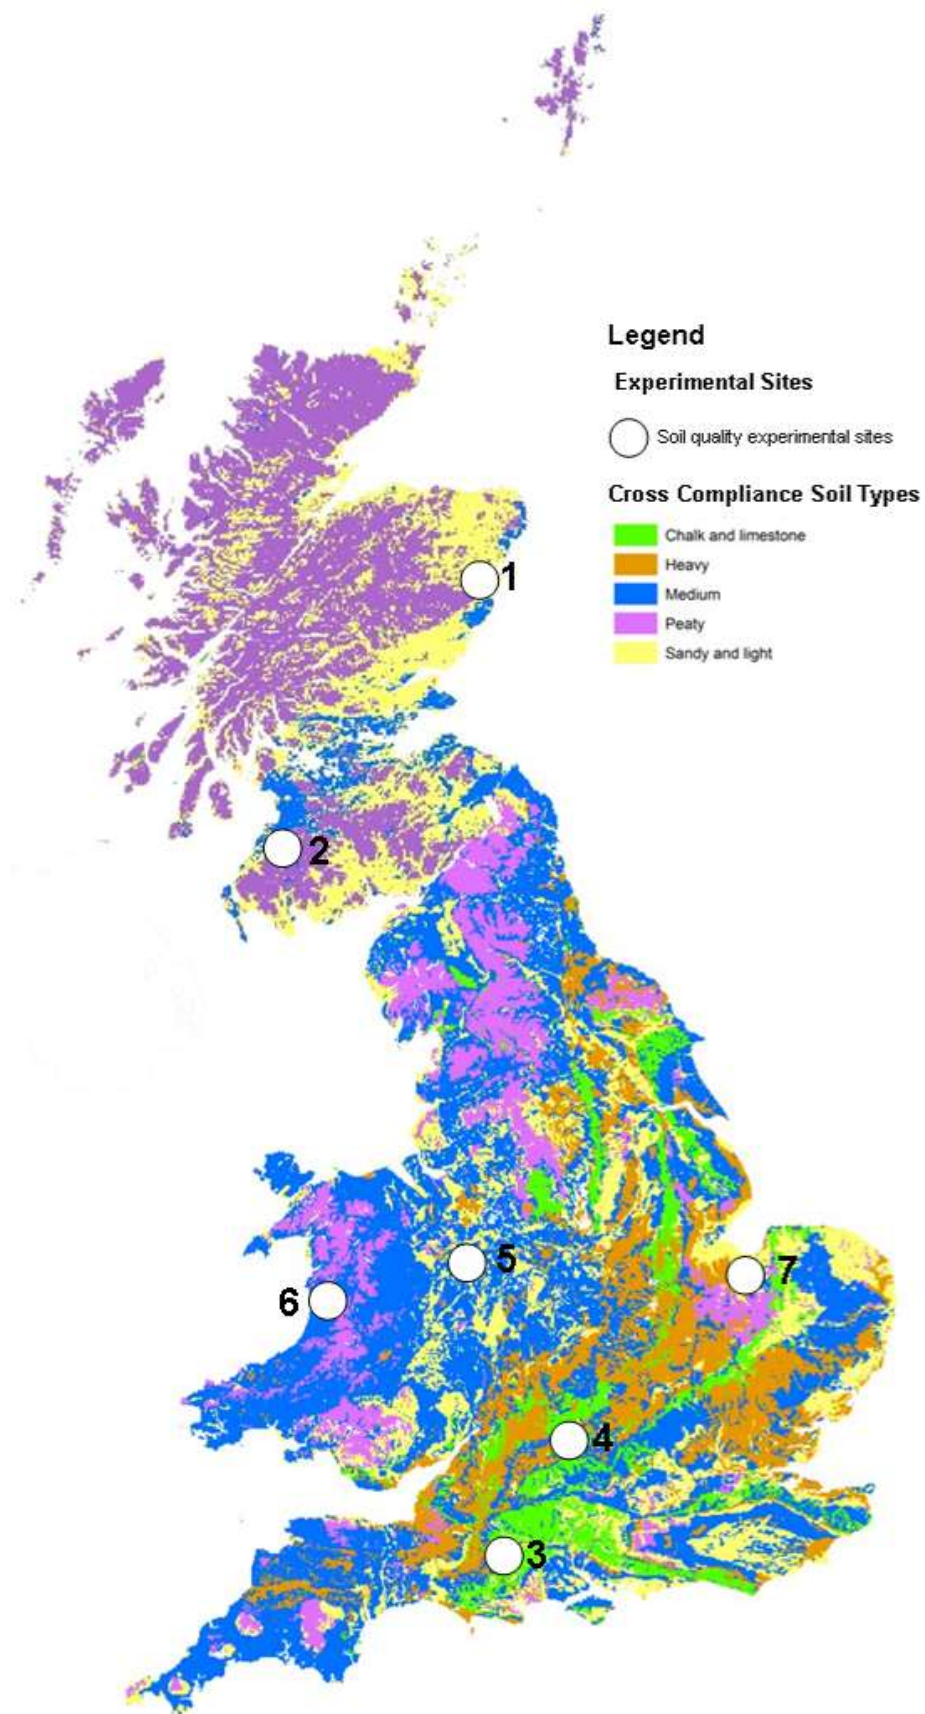 Legend
Experimental Sites
Soil quality experimental sites
Cross Compliance Soil Types
Chalk and limestone
Heavy
Medium
Peaty
Sandy and light
1
2
5
7
6
4
3